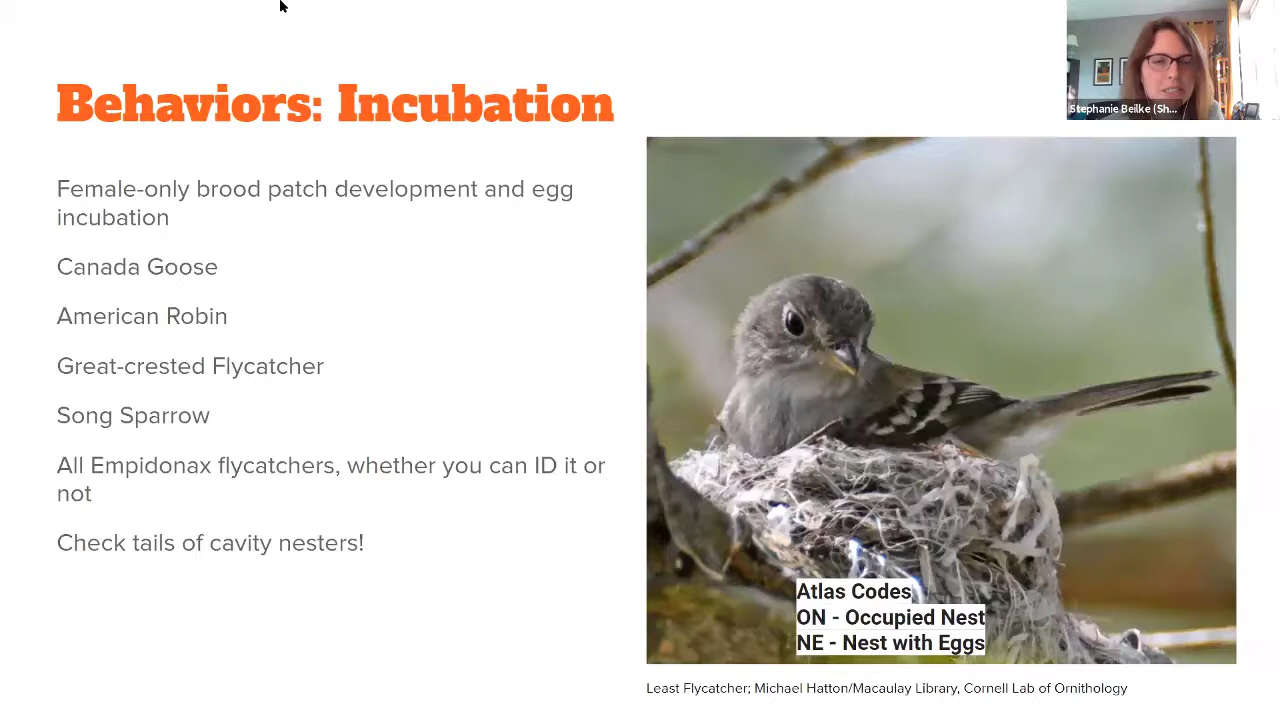 Behaviors: Incubation
Stephanie Beilke (Sh...
Female-only brood patch development and egg
incubation
Canada Goose
American Robin
Great-crested Flycatcher
Song Sparrow
All Empidonax flycatchers, whether you can ID it or
not
Check tails of cavity nesters!
Atlas Codes
ON - Occupied Nest
NE - Nest with Eggs
Least Flycatcher; Michael Hatton/Macaulay Library, Cornell Lab of Ornithology